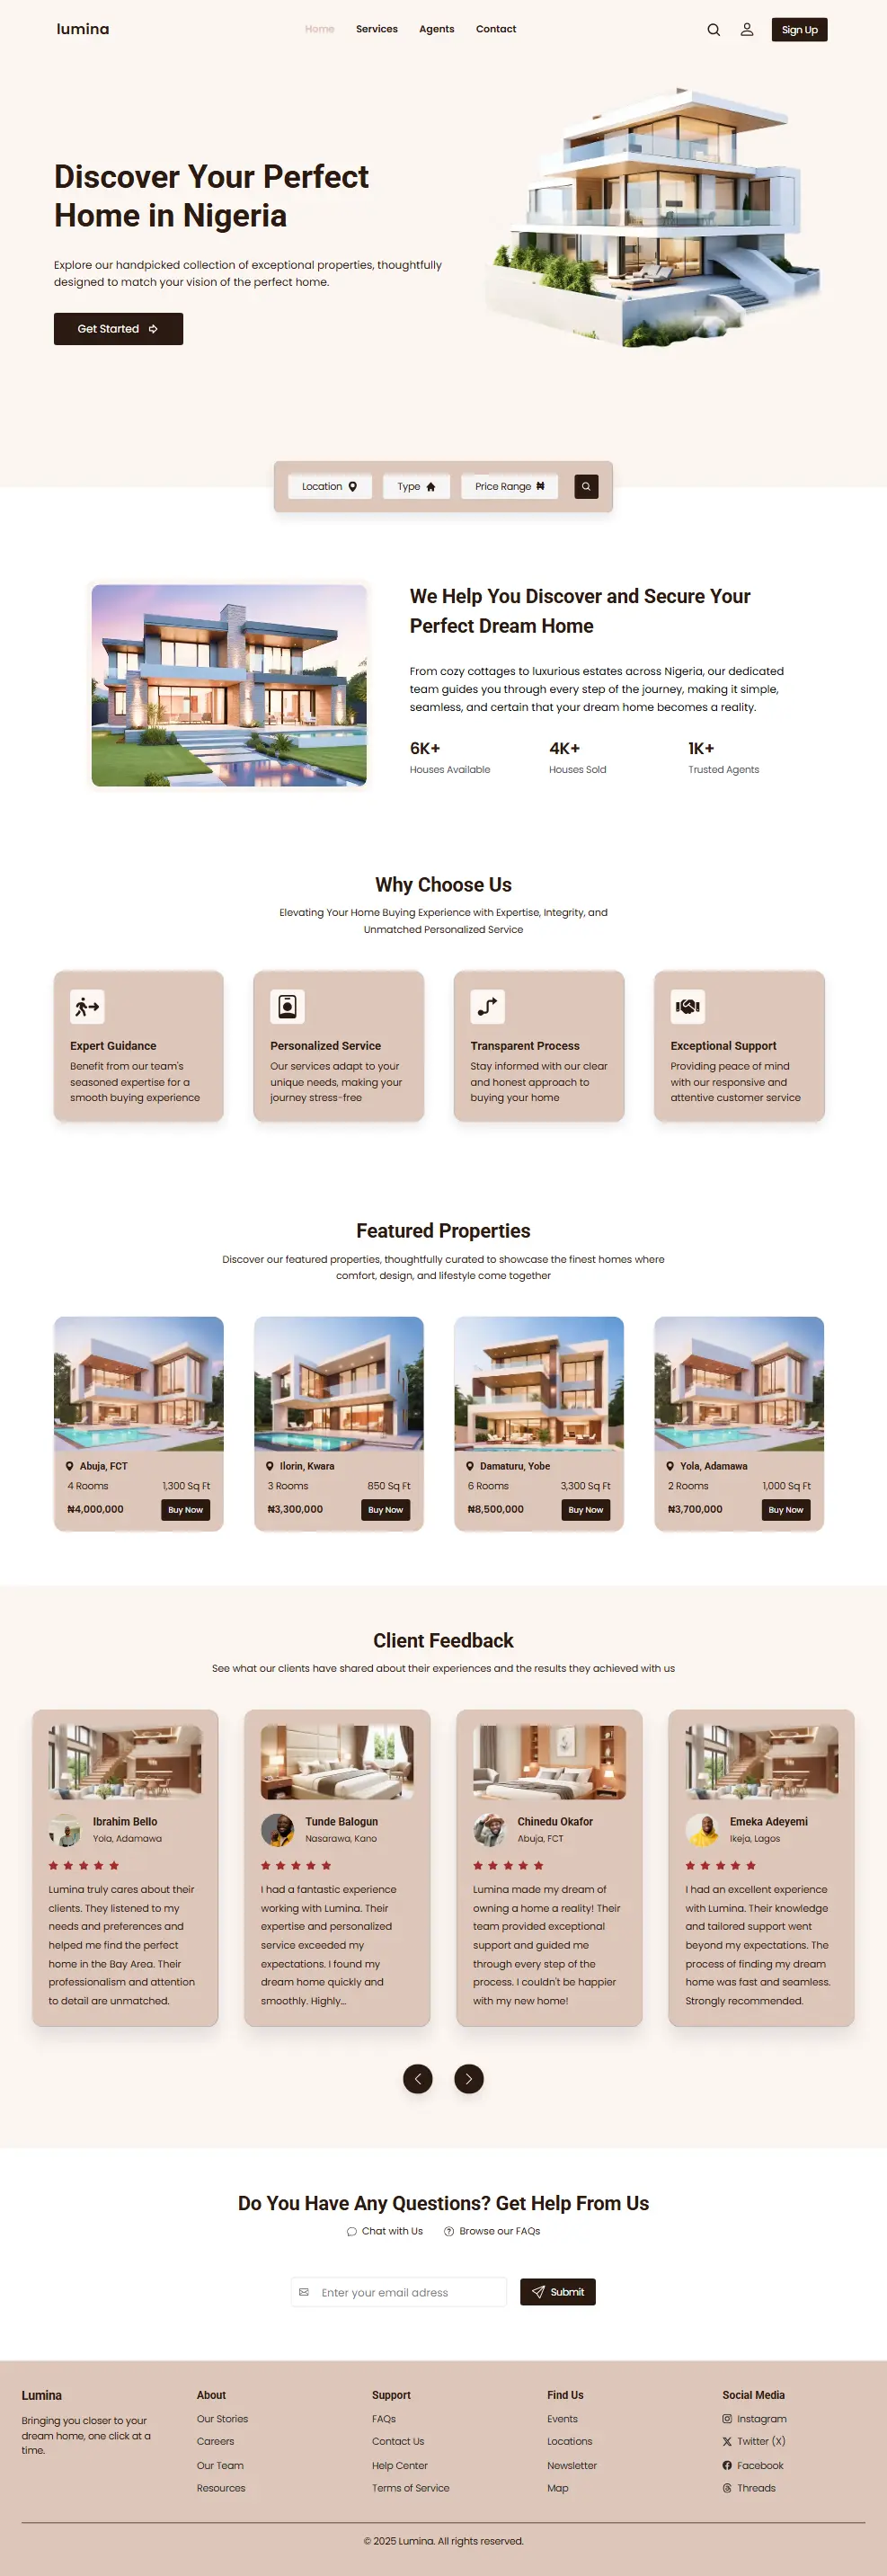 lumina
Home Services Agents Contact
Sign Up
Discover Your Perfect
Home in Nigeria
Explore our handpicked collection of exceptional properties, thoughtfully
designed to match your vision of the perfect home.
Get Started
Location Type Price Range ₦
We Help You Discover and Secure Your
Perfect Dream Home
From cozy cottages to luxurious estates across Nigeria, our dedicated
team guides you through every step of the journey, making it simple,
seamless, and certain that your dream home becomes a reality.
6K+ 4K+ 1K+
Houses Available Houses Sold Trusted Agents
Why Choose Us
Elevating Your Home Buying Experience with Expertise, Integrity, and
Unmatched Personalized Service
Expert Guidance
Benefit from our team's
seasoned expertise for a
smooth buying experience
Personalized Service
Our services adapt to your
unique needs, making your
journey stress-free
Transparent Process
Stay informed with our clear
and honest approach to
buying your home
Exceptional Support
Providing peace of mind
with our responsive and
attentive customer service
Featured Properties
Discover our featured properties, thoughtfully curated to showcase the finest homes where
comfort, design, and lifestyle come together
Abuja, FCT
4 Rooms 1,300 Sq Ft
₦4,000,000 Buy Now
Ilorin, Kwara
3 Rooms 850 Sq Ft
₦3,300,000 Buy Now
Damaturu, Yobe
6 Rooms 3,300 Sq Ft
₦8,500,000 Buy Now
Yola, Adamawa
2 Rooms 1,000 Sq Ft
₦3,700,000 Buy Now
Client Feedback
See what our clients have shared about their experiences and the results they achieved with us
Ibrahim Bello
Yola, Adamawa
Lumina truly cares about their
clients. They listened to my
needs and preferences and
helped me find the perfect
home in the Bay Area. Their
professionalism and attention
to detail are unmatched.
Tunde Balogun
Nasarawa, Kano
I had a fantastic experience
working with Lumina. Their
expertise and personalized
service exceeded my
expectations. I found my
dream home quickly and
smoothly. Highly...
Chinedu Okafor
Abuja, FCT
Lumina made my dream of
owning a home a reality! Their
team provided exceptional
support and guided me
through every step of the
process. I couldn't be happier
with my new home!
Emeka Adeyemi
Ikeja, Lagos
I had an excellent experience
with Lumina. Their knowledge
and tailored support went
beyond my expectations. The
process of finding my dream
home was fast and seamless.
Strongly recommended.
Do You Have Any Questions? Get Help From Us
Chat with Us Browse our FAQs
Enter your email adress Submit
Lumina
Bringing you closer to your
dream home, one click at a
time.
About
Our Stories
Careers
Our Team
Resources
Support
FAQs
Contact Us
Help Center
Terms of Service
Find Us
Events
Locations
Newsletter
Map
Social Media
Instagram
Twitter (X)
Facebook
Threads
© 2025 Lumina. All rights reserved.